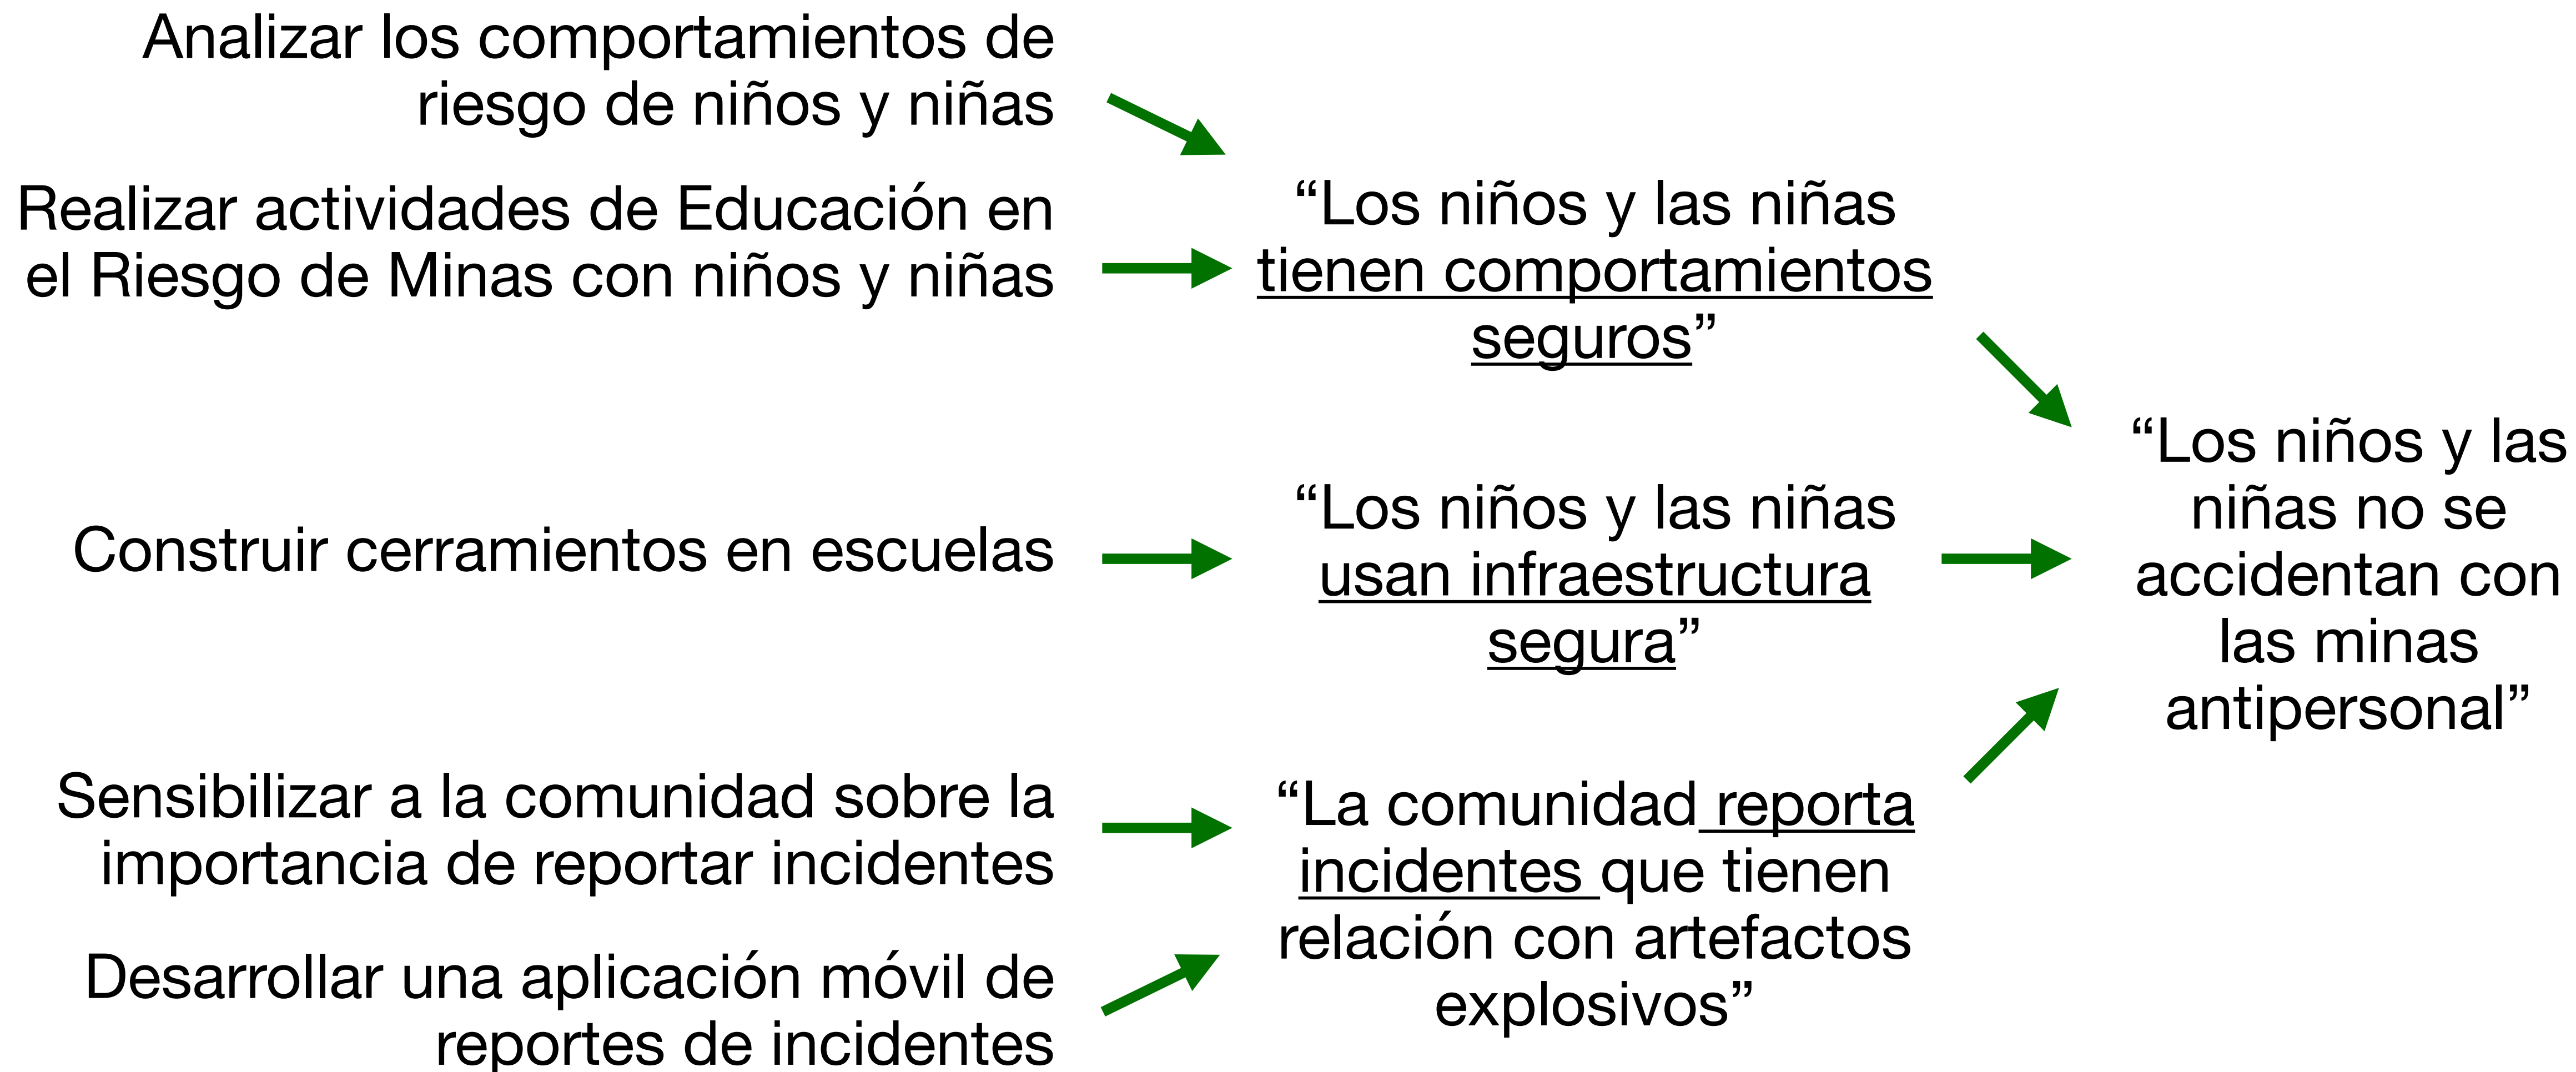 Analizar los comportamientos de
riesgo de niños y niñas
Realizar actividades de Educación en
el Riesgo de Minas con niños y niñas
“Los niños y las niñas
tienen comportamientos
seguros”
Construir cerramientos en escuelas
“Los niños y las niñas
usan infraestructura
segura”
Sensibilizar a la comunidad sobre la
importancia de reportar incidentes
Desarrollar una aplicación móvil de
reportes de incidentes
“La comunidad reporta
incidentes que tienen
relación con artefactos
explosivos”
“Los niños y las
niñas no se
accidentan con
las minas
antipersonal”